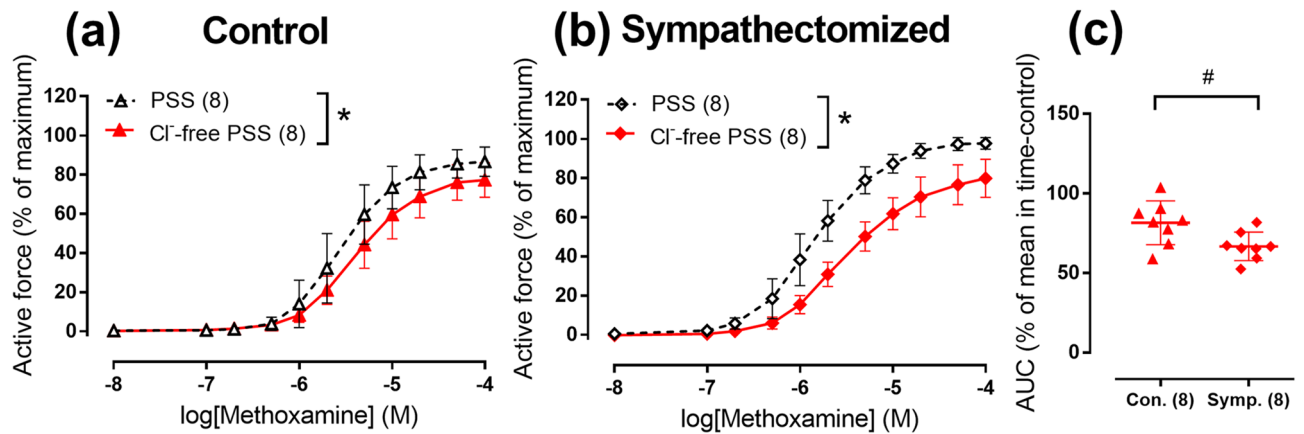 (a) Control
PSS (8)
Cl⁻-free PSS (8)
*
Active force (% of maximum)
120
100
80
60
40
20
0
-8 -7 -6 -5 -4
log[Methoxamine] (M)
(b) Sympathectomized
PSS (8)
Cl⁻-free PSS (8)
*
Active force (% of maximum)
120
100
80
60
40
20
0
-8 -7 -6 -5 -4
log[Methoxamine] (M)
(c)
#
AUC (% of mean in time-control)
150
100
50
0
Con. (8) Symp. (8)